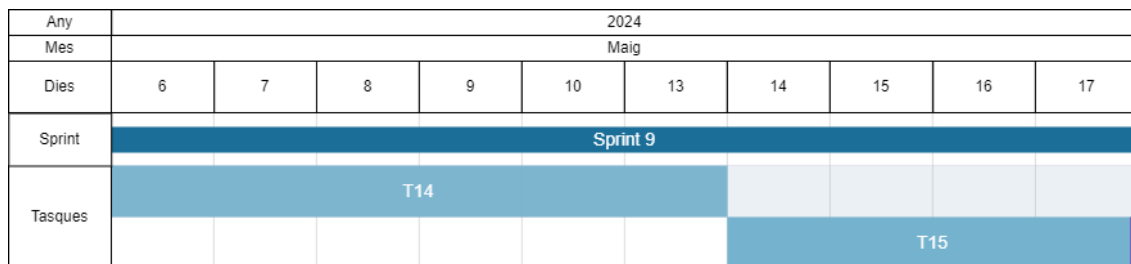 Any 2024
Mes Maig
Dies 6 7 8 9 10 13 14 15 16 17
Sprint Sprint 9
Tasques
T14
T15